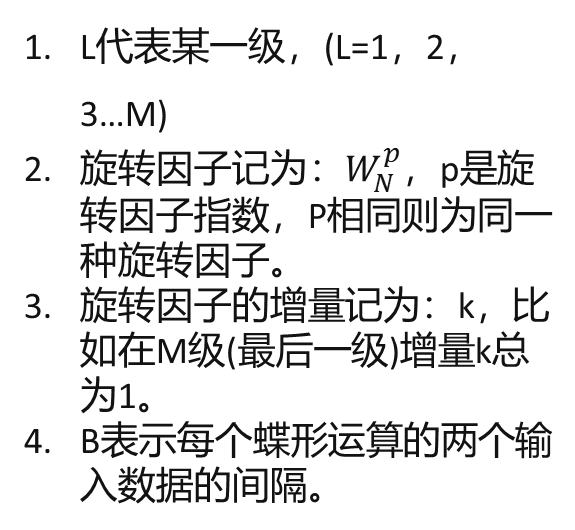 1. L代表某一级，(L=1，2，
3...M)
2. 旋转因子记为：W_N^p，p是旋
转因子指数，P相同则为同一
种旋转因子。
3. 旋转因子的增量记为：k，比
如在M级(最后一级)增量k总
为1。
4. B表示每个蝶形运算的两个输
入数据的间隔。